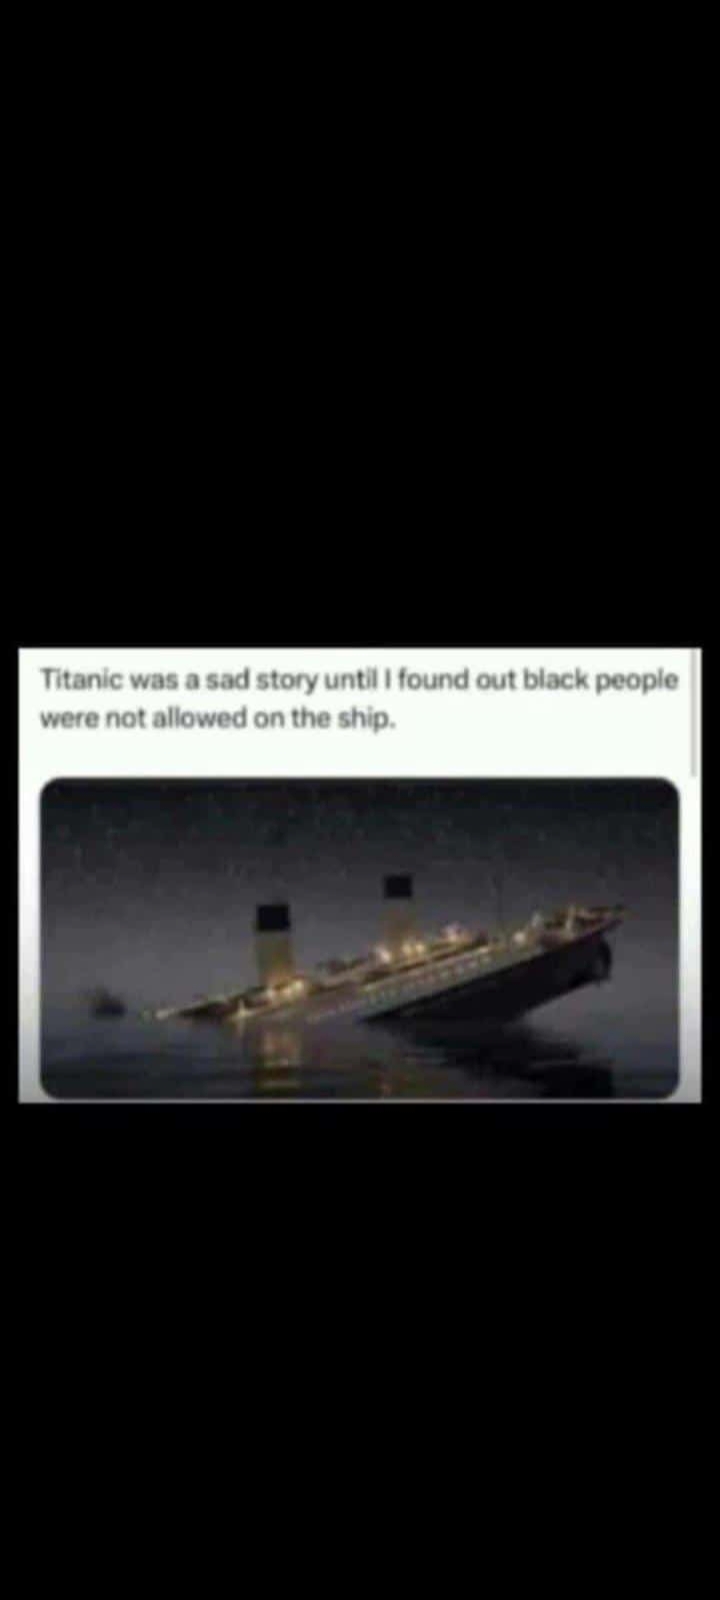 Titanic was a sad story until I found out black people
were not allowed on the ship.